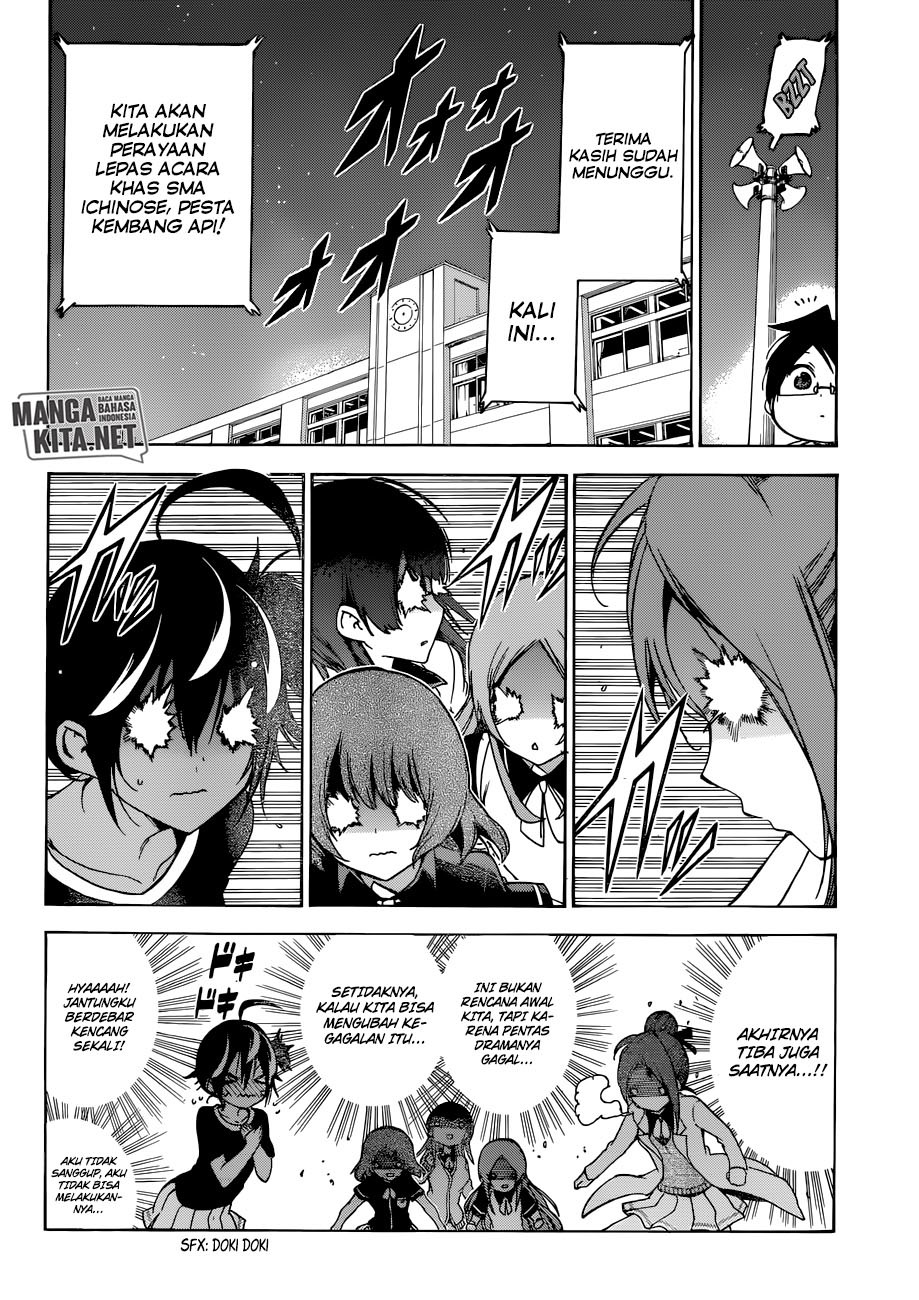 BZZT
TERIMA
KASIH SUDAH
MENUNGGU.
KALI
INI...
オオオオオオ
KITA AKAN
MELAKUKAN
PERAYAAN
LEPAS ACARA
KHAS SMA
ICHINOSE, PESTA
KEMBANG API!
MANGA
KITA.NET
BACA MANGA
BAHASA
INDONESIA
AKHIRNYA
TIBA JUGA
SAATNYA...!!
INI BUKAN
RENCANA AWAL
KITA, TAPI KA-
RENA PENTAS
DRAMANYA
GAGAL...
SETIDAKNYA,
KALAU KITA BISA
MENGUBAH KE-
GAGALAN ITU...
ドキ
ドキ
HYAAAAH!
JANTUNGKU
BERDEBAR
KENCANG
SEKALI!
AKU TIDAK
SANGGUP, AKU
TIDAK BISA
MELAKUKAN-
NYA...
SFX: DOKI DOKI